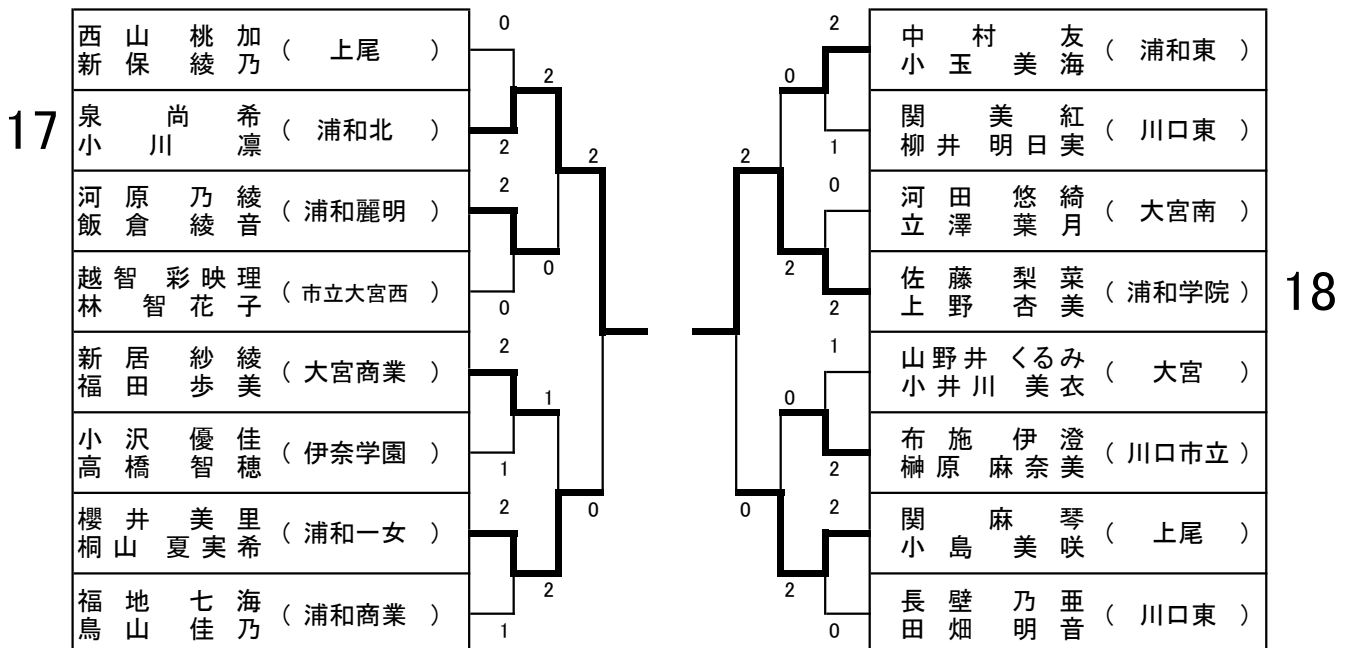 17
西山 桃加
新保 綾乃
( 上尾 )
0
泉 尚希
小川 凛
( 浦和北 )
2
2
河原 乃綾
飯倉 綾音
( 浦和麗明 )
2
0
越智 彩映理
林 智花子
( 市立大宮西 )
0
2
新居 紗綾
福田 歩美
( 大宮商業 )
2
1
小沢 優佳
高橋 智穂
( 伊奈学園 )
1
櫻井 美里
桐山 夏実希
( 浦和一女 )
2
2
0
福地 七海
鳥山 佳乃
( 浦和商業 )
1
2
中村 友
小玉 美海
( 浦和東 )
0
1
関 美紅
柳井 明日実
( 川口東 )
2
0
河田 悠綺
立澤 葉月
( 大宮南 )
2
2
佐藤 梨菜
上野 杏美
( 浦和学院 )
18
1
山野井 くるみ
小井川 美衣
( 大宮 )
0
2
布施 伊澄
榊原 麻奈美
( 川口市立 )
0
2
関 麻琴
小島 美咲
( 上尾 )
2
0
長壁 乃亜
田畑 明音
( 川口東 )